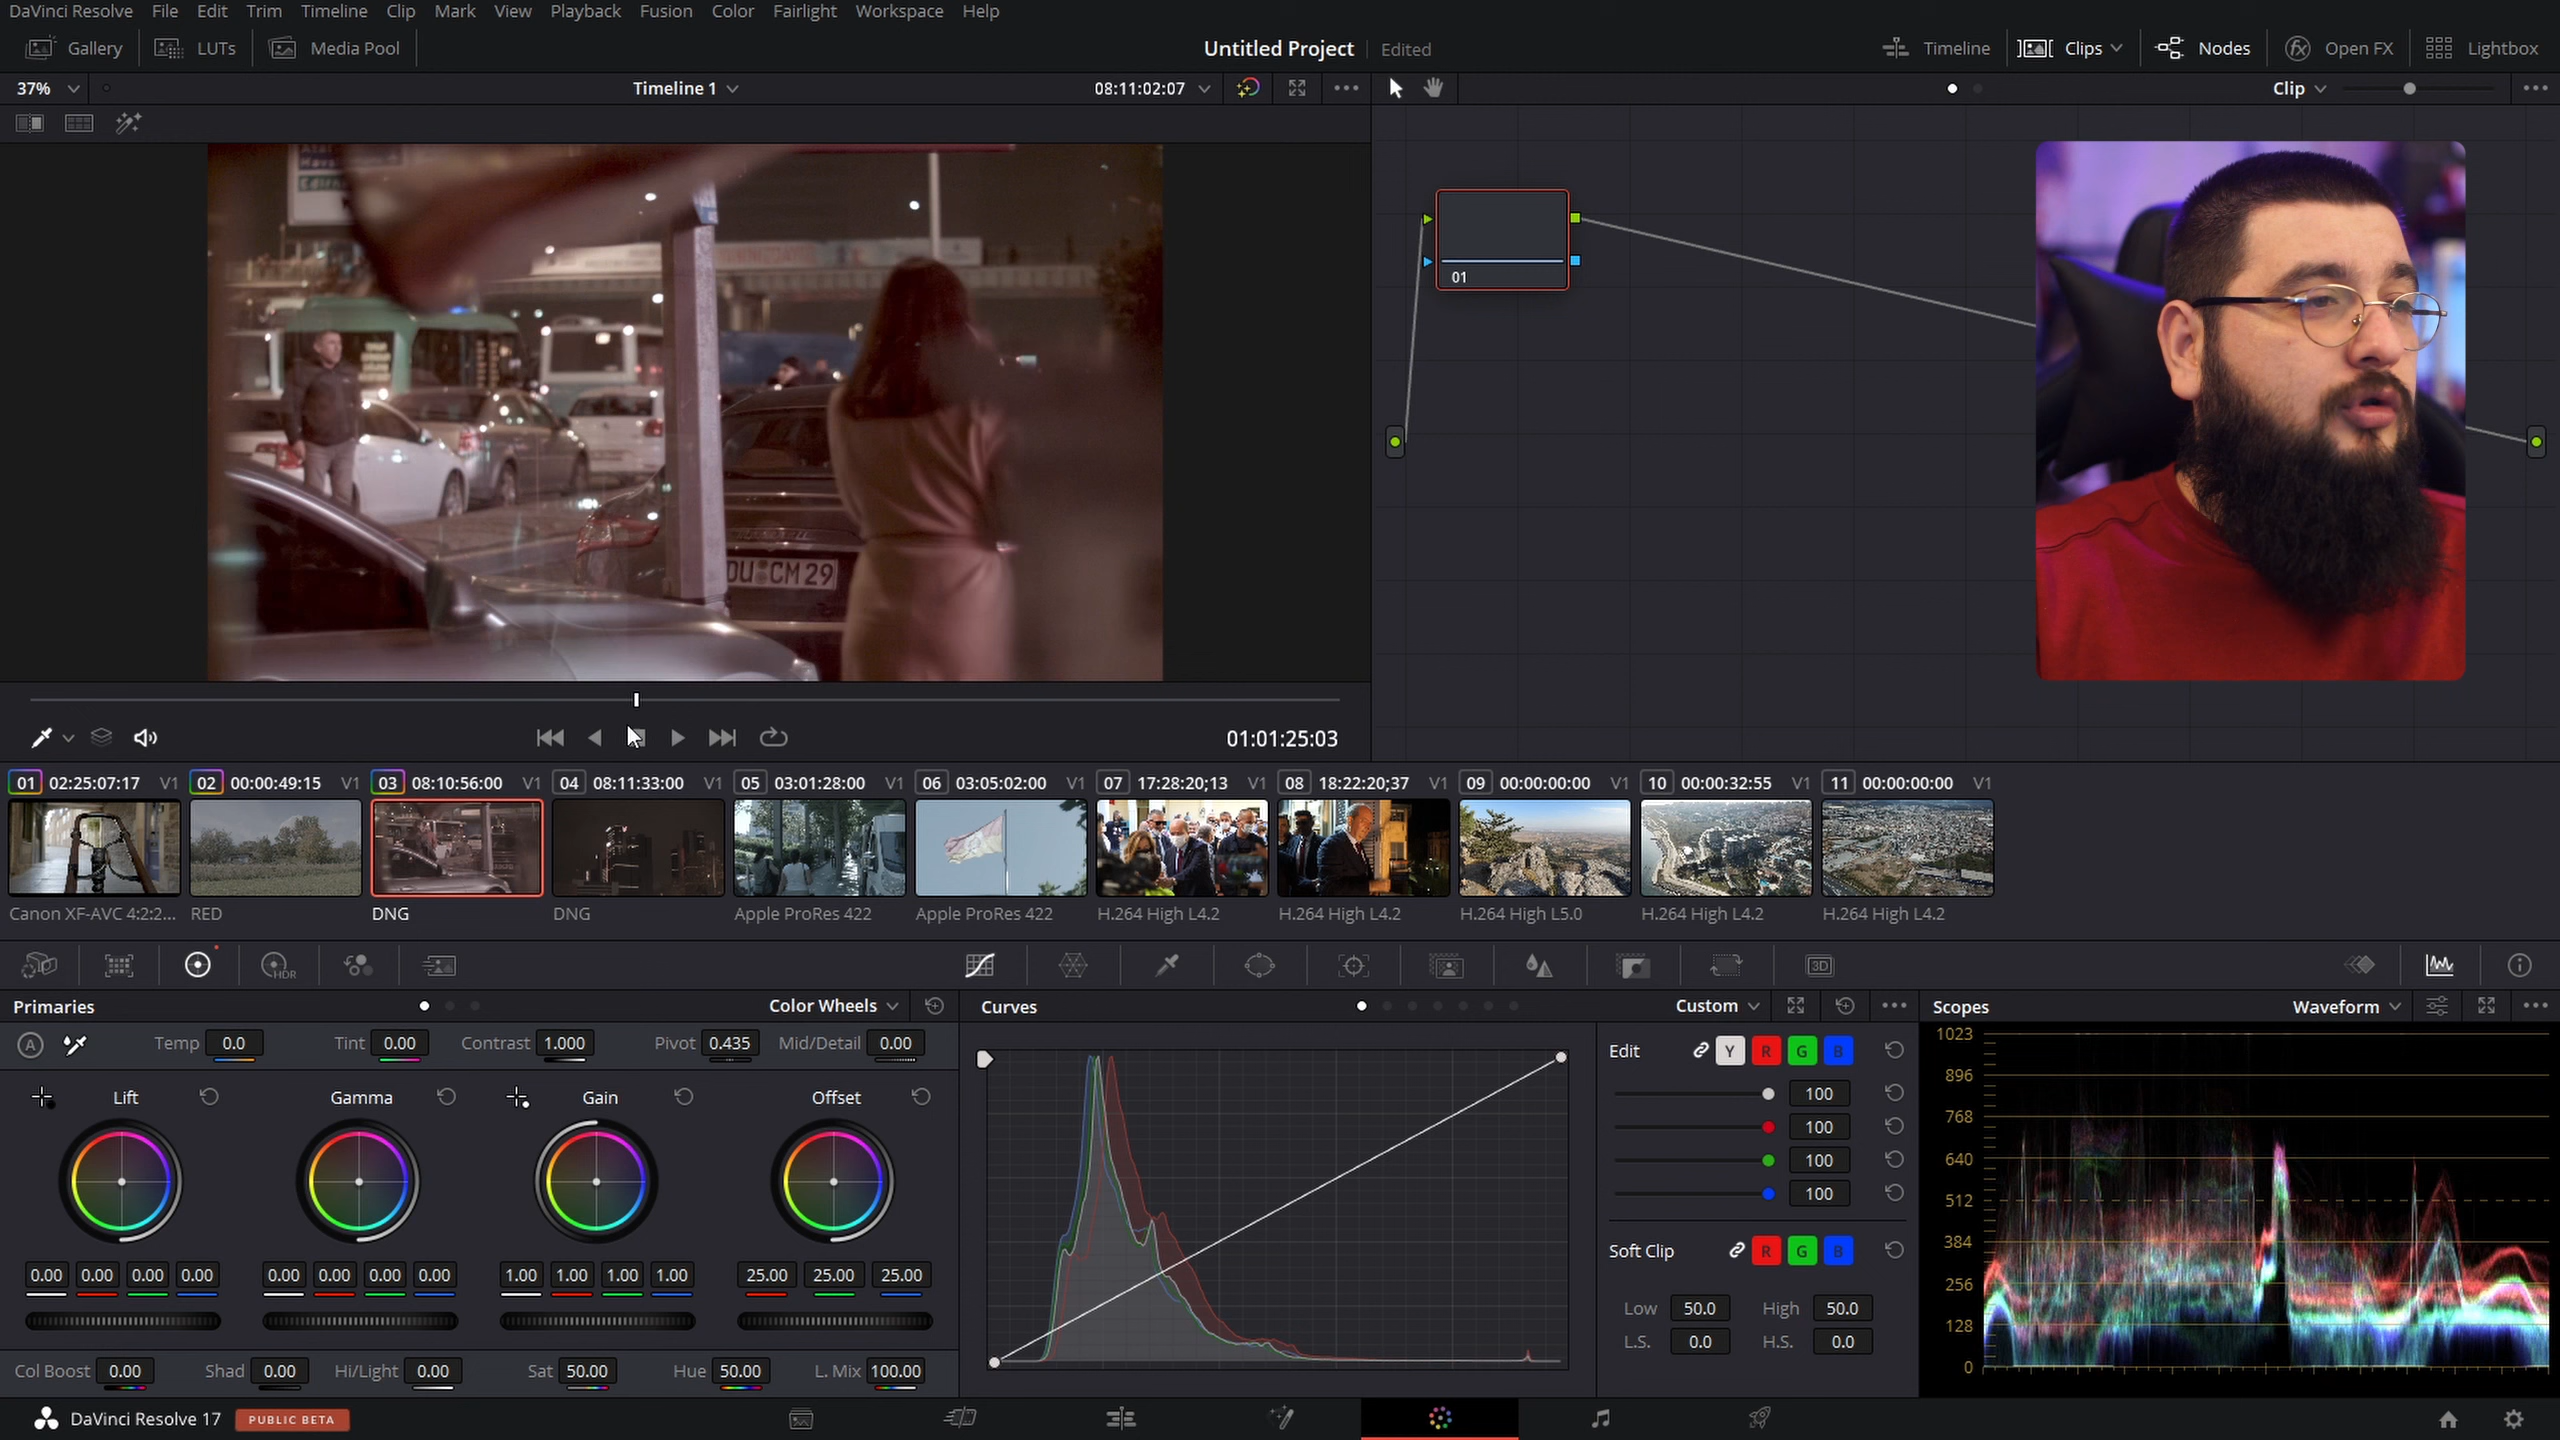 DaVinci Resolve File Edit Trim Timeline Clip Mark View Playback Fusion Color Fairlight Workspace Help
Gallery LUTs Media Pool Untitled Project Edited Timeline Clips Nodes Open FX Lightbox
37% Timeline 1 08:11:02:07 Clip
01
DU CM 29
01:01:25:03
01 02:25:07:17 V1 02 00:00:49:15 V1 03 08:10:56:00 V1 04 08:11:33:00 V1 05 03:01:28:00 V1 06 03:05:02:00 V1 07 17:28:20;13 V1 08 18:22:20;37 V1 09 00:00:00:00 V1 10 00:00:32:55 V1 11 00:00:00:00 V1
Canon XF-AVC 4:2:2... RED DNG DNG Apple ProRes 422 Apple ProRes 422 H.264 High L4.2 H.264 High L4.2 H.264 High L5.0 H.264 High L4.2 H.264 High L4.2
HDR 3D
Primaries Color Wheels Curves Custom Scopes Waveform
A Temp 0.0 Tint 0.00 Contrast 1.000 Pivot 0.435 Mid/Detail 0.00
Lift Gamma Gain Offset
0.00 0.00 0.00 0.00 0.00 0.00 0.00 0.00 1.00 1.00 1.00 1.00 25.00 25.00 25.00
Col Boost 0.00 Shad 0.00 Hi/Light 0.00 Sat 50.00 Hue 50.00 L. Mix 100.00
Edit Y R G B
100
100
100
100
Soft Clip R G B
Low 50.0 High 50.0
L.S. 0.0 H.S. 0.0
1023
896
768
640
512
384
256
128
0
DaVinci Resolve 17 PUBLIC BETA